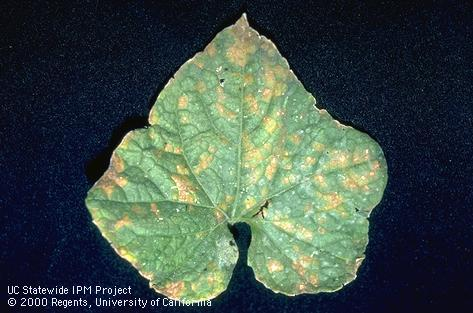 UC Statewide IPM Project
© 2000 Regents, University of California